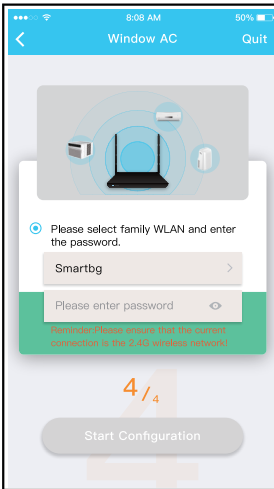 8:08 AM
50%
Window AC
Quit
Please select family WLAN and enter
the password.
Smartbg
Please enter password
Reminder:Please ensure that the current
connection is the 2.4G wireless network!
4/4
4
Start Configuration